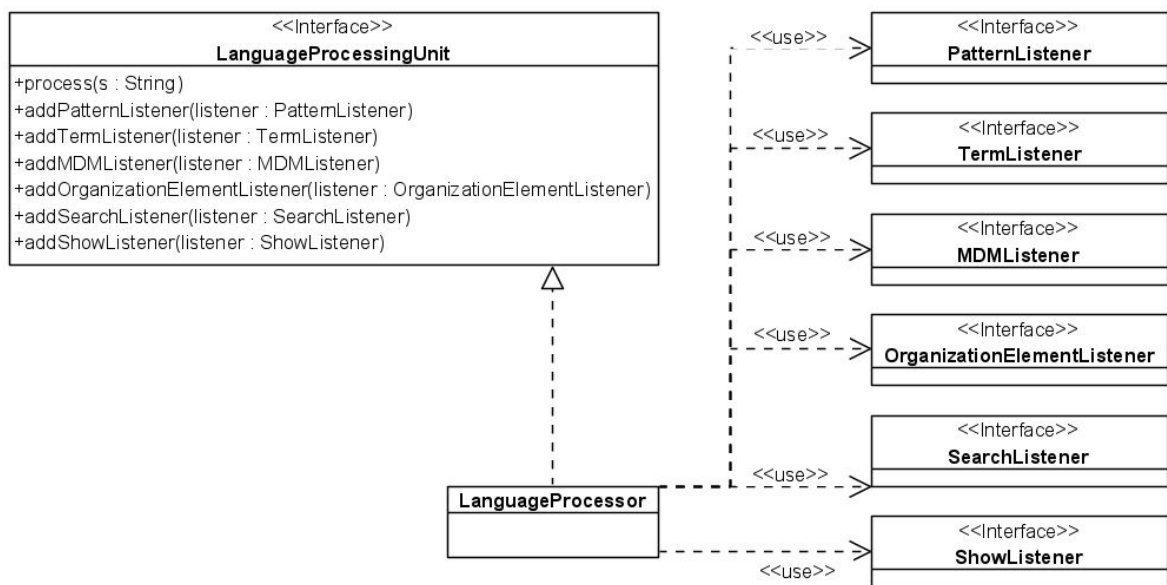 <<Interface>>
LanguageProcessingUnit
+process(s : String)
+addPatternListener(listener : PatternListener)
+addTermListener(listener : TermListener)
+addMDMListener(listener : MDMListener)
+addOrganizationElementListener(listener : OrganizationElementListener)
+addSearchListener(listener : SearchListener)
+addShowListener(listener : ShowListener)
LanguageProcessor
<<use>>
<<Interface>>
PatternListener
<<use>>
<<Interface>>
TermListener
<<use>>
<<Interface>>
MDMListener
<<use>>
<<Interface>>
OrganizationElementListener
<<use>>
<<Interface>>
SearchListener
<<use>>
<<Interface>>
ShowListener